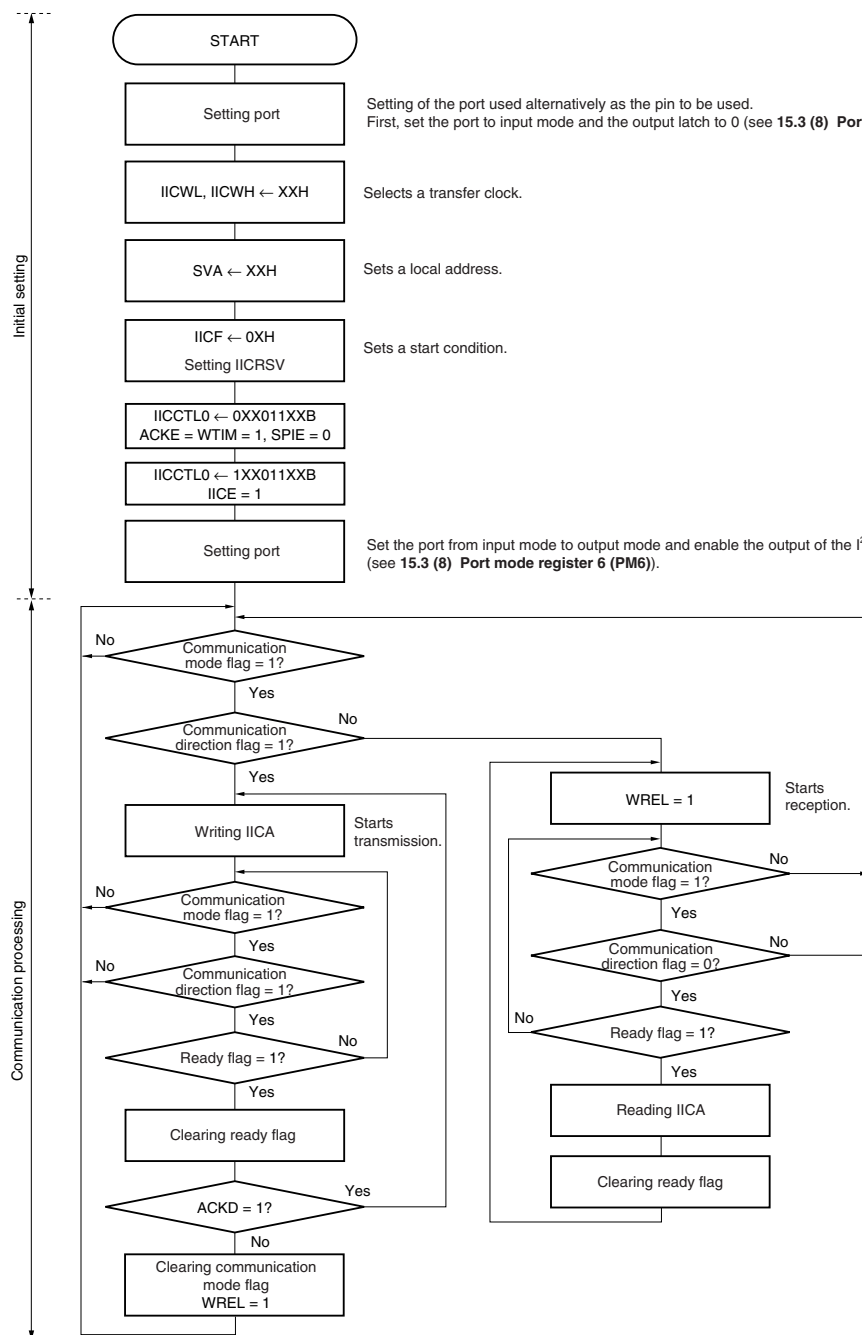 START
Setting port
Setting of the port used alternatively as the pin to be used.
First, set the port to input mode and the output latch to 0 (see 15.3 (8) Por
IICWL, IICWH ← XXH
Selects a transfer clock.
SVA ← XXH
Sets a local address.
IICF ← 0XH
Setting IICRSV
Sets a start condition.
IICCTL0 ← 0XX011XXB
ACKE = WTIM = 1, SPIE = 0
IICCTL0 ← 1XX011XXB
IICE = 1
Setting port
Set the port from input mode to output mode and enable the output of the I²
(see 15.3 (8) Port mode register 6 (PM6)).
Initial setting
Communication processing
No
Communication
mode flag = 1?
Yes
No
Communication
direction flag = 1?
Yes
Writing IICA
Starts
transmission.
No
Communication
mode flag = 1?
Yes
No
Communication
direction flag = 1?
Yes
No
Ready flag = 1?
Yes
Clearing ready flag
Yes
ACKD = 1?
No
Clearing communication
mode flag
WREL = 1
WREL = 1
Starts
reception.
No
Communication
mode flag = 1?
Yes
No
Communication
direction flag = 0?
Yes
No
Ready flag = 1?
Yes
Reading IICA
Clearing ready flag